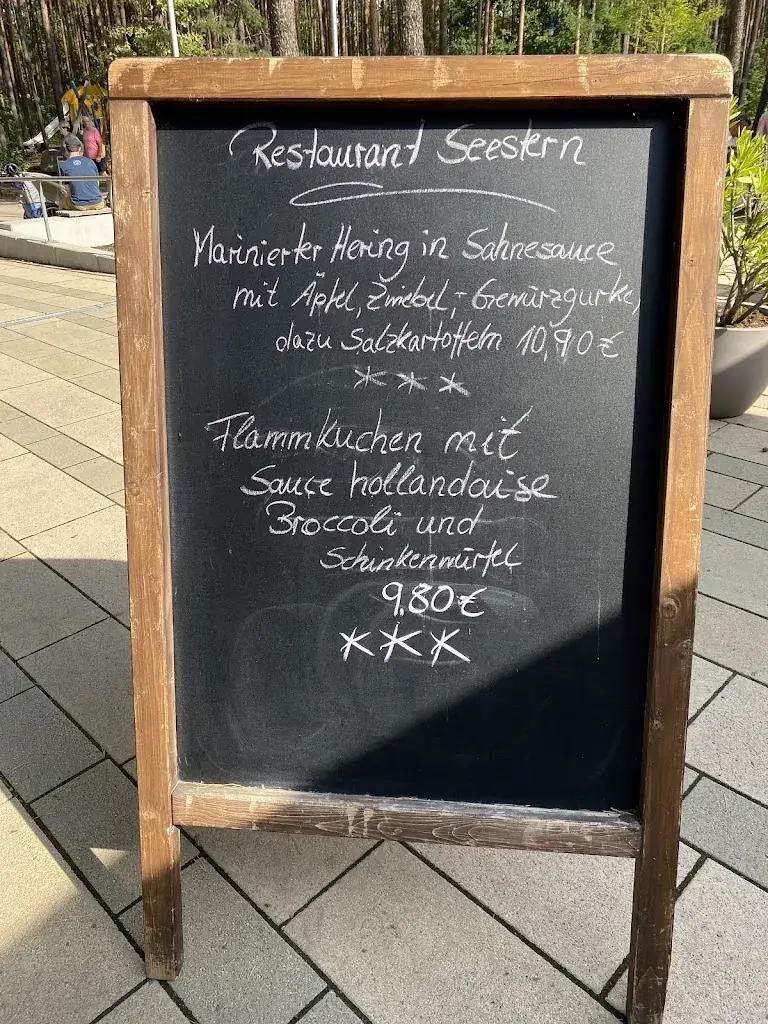 Restaurant Seestern
Marinierter Hering in Sahnesauce
mit Äpfel, Zwiebel,- Gewürzgurke,
dazu Salzkartoffeln 10,90€
***
Flammkuchen mit
Sauce hollandaise
Broccoli und
Schinkenwürfel
9.80€
***